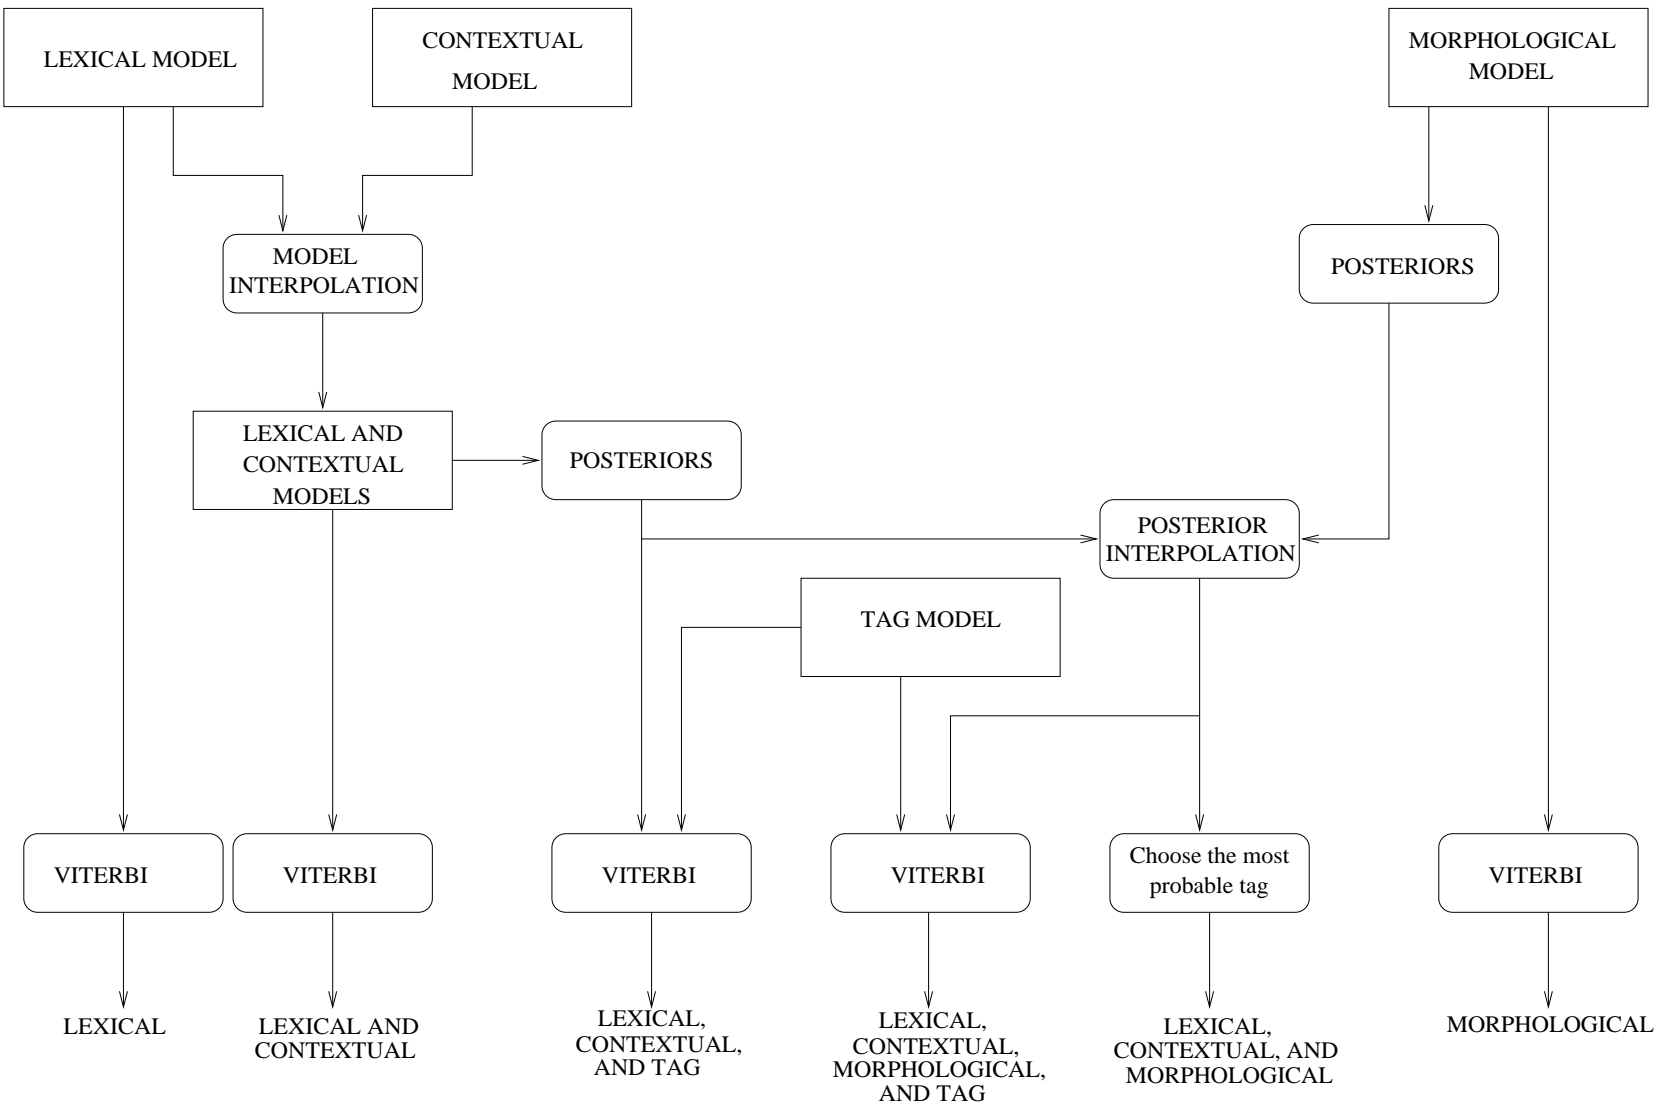 LEXICAL MODEL
CONTEXTUAL
MODEL
MORPHOLOGICAL
MODEL
MODEL
INTERPOLATION
POSTERIORS
LEXICAL AND
CONTEXTUAL
MODELS
POSTERIORS
POSTERIOR
INTERPOLATION
TAG MODEL
VITERBI
VITERBI
VITERBI
VITERBI
Choose the most
probable tag
VITERBI
LEXICAL
LEXICAL AND
CONTEXTUAL
LEXICAL,
CONTEXTUAL,
AND TAG
LEXICAL,
CONTEXTUAL,
MORPHOLOGICAL,
AND TAG
LEXICAL,
CONTEXTUAL, AND
MORPHOLOGICAL
MORPHOLOGICAL